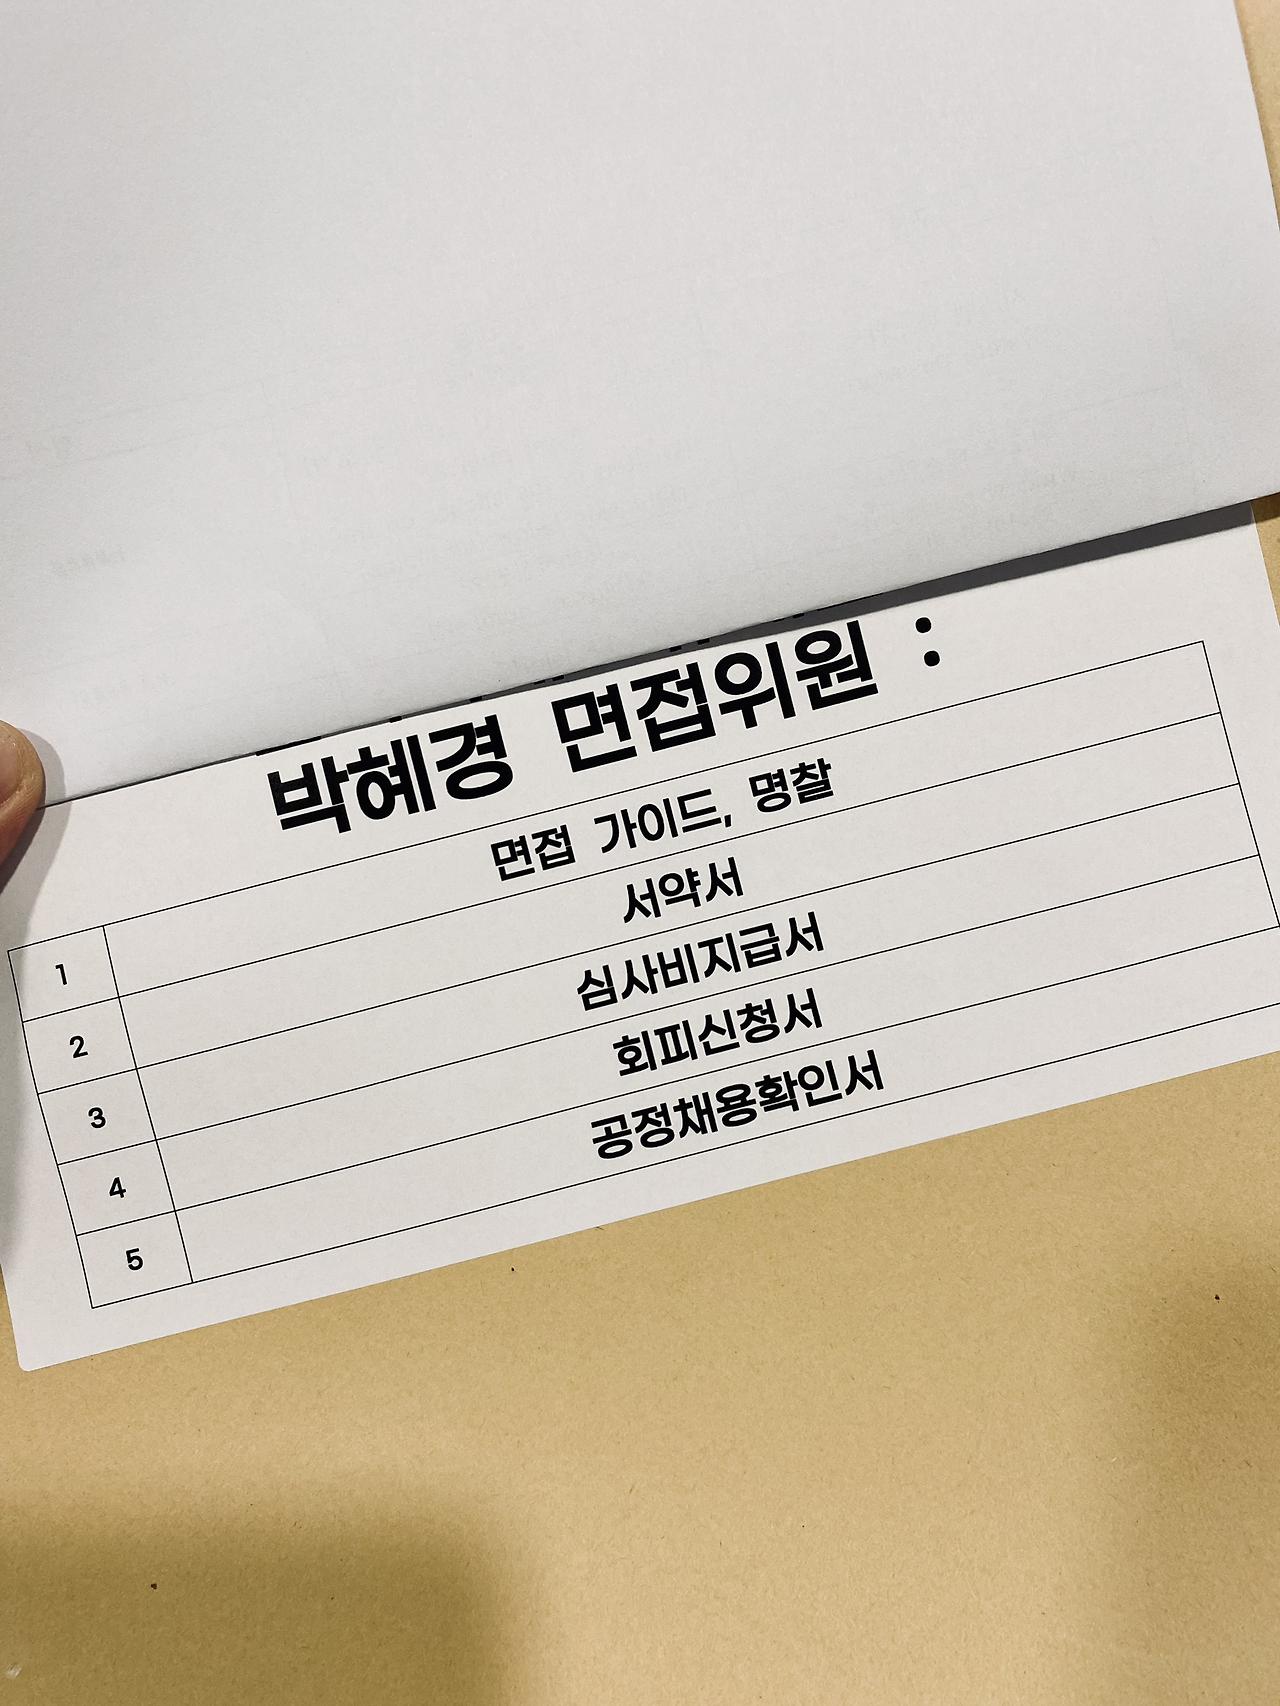 박혜경 면접위원 :
1 면접 가이드, 명찰
2 서약서
3 심사비지급서
4 회피신청서
5 공정채용확인서